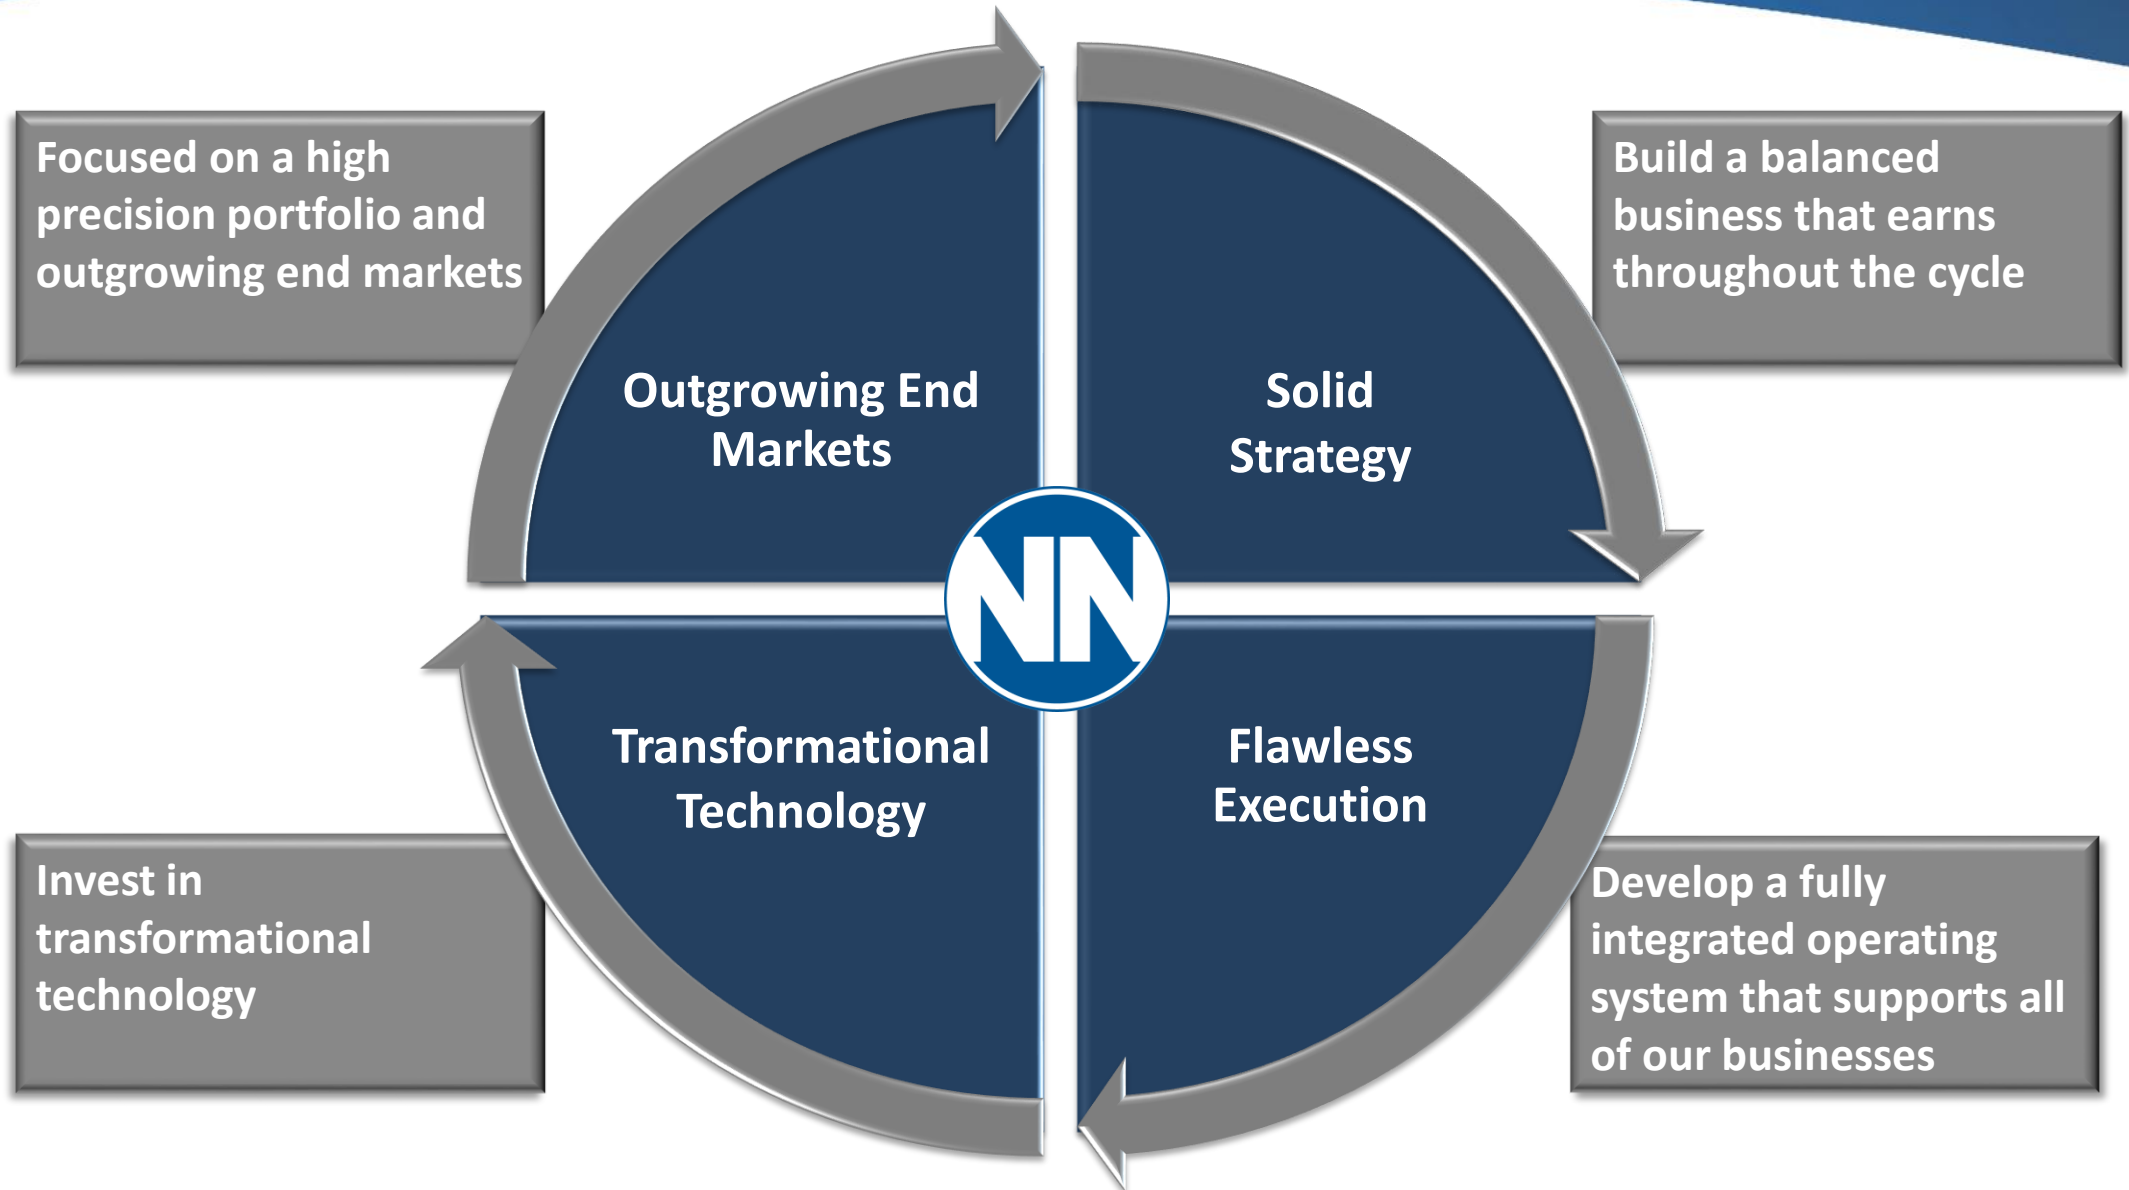 Focused on a high
precision portfolio and
outgrowing end markets
Build a balanced
business that earns
throughout the cycle
Outgrowing End
Markets
Solid
Strategy
NN
Transformational
Technology
Flawless
Execution
Invest in
transformational
technology
Develop a fully
integrated operating
system that supports all
of our businesses